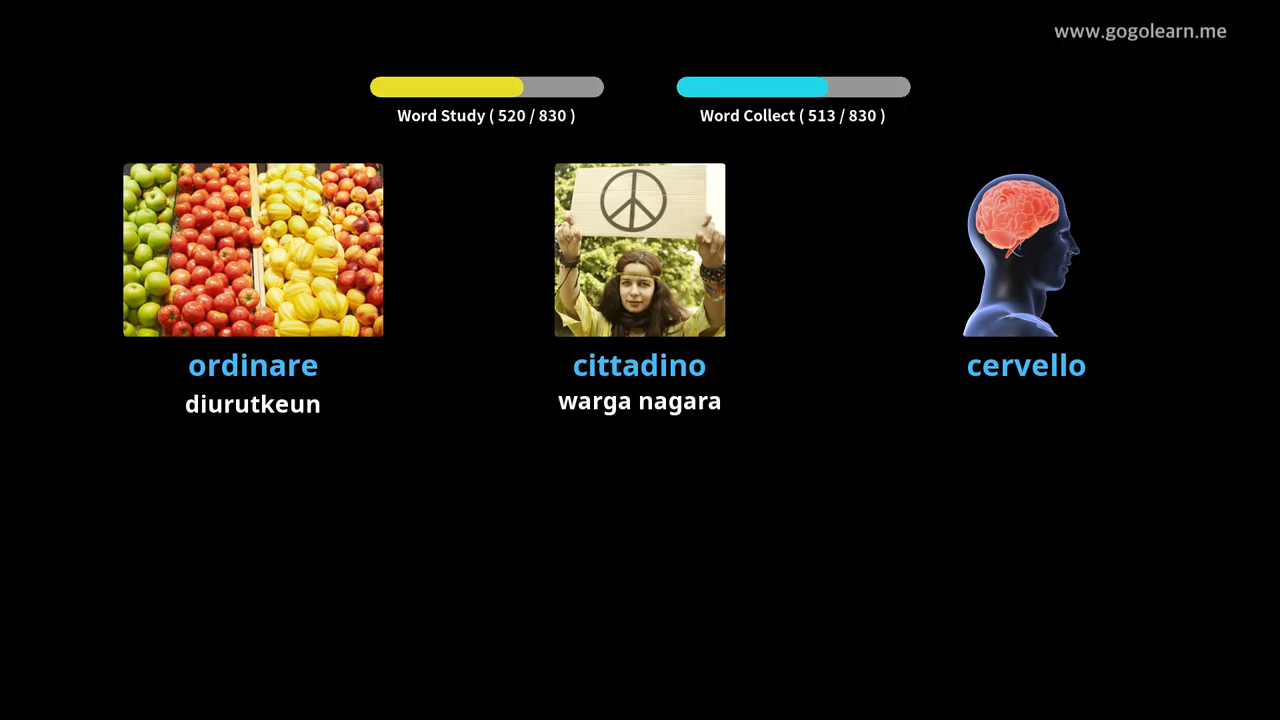 www.gogolearn.me
Word Study ( 520 / 830 )
Word Collect ( 513 / 830 )
ordinare
diurutkeun
cittadino
warga nagara
cervello